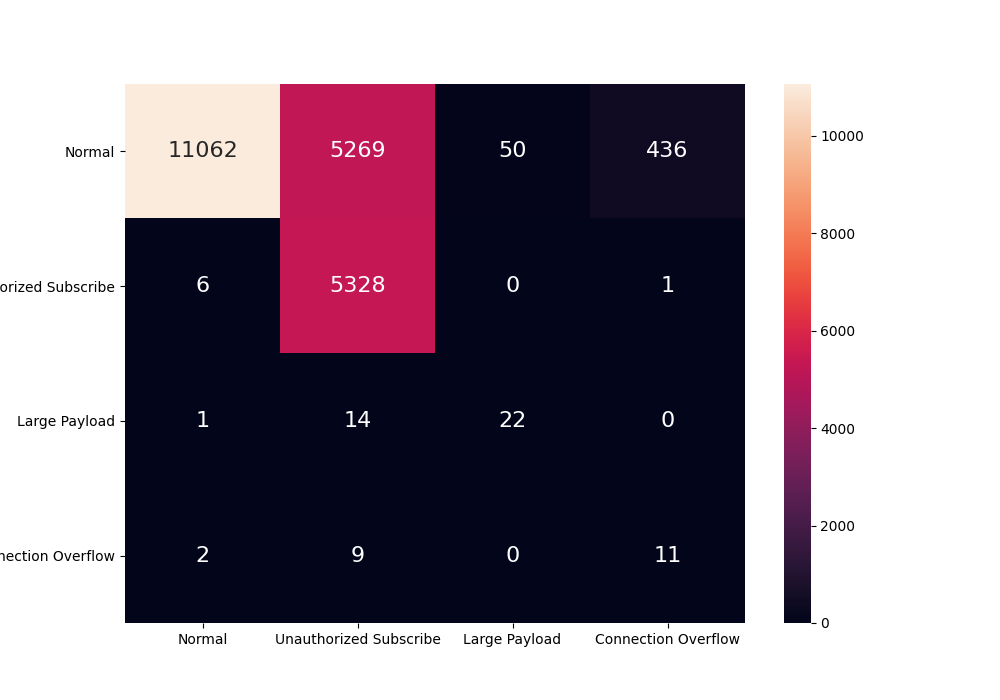 Normal 11062 5269 50 436
orized Subscribe 6 5328 0 1
Large Payload 1 14 22 0
nection Overflow 2 9 0 11
Normal Unauthorized Subscribe Large Payload Connection Overflow
10000
8000
6000
4000
2000
0